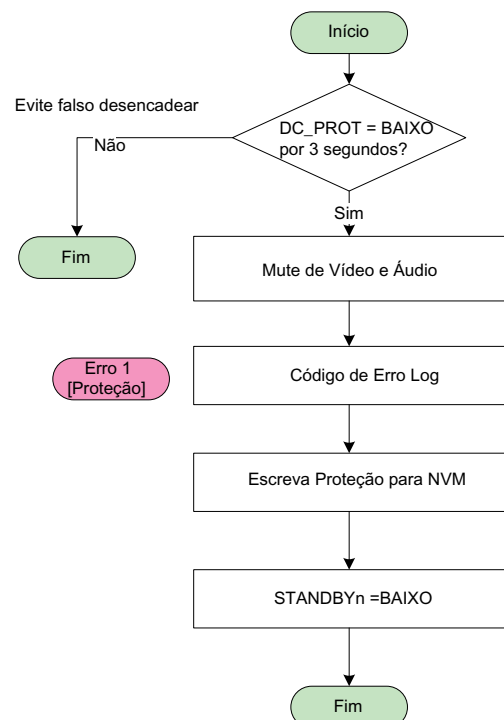 Início
Evite falso desencadear
DC_PROT = BAIXO
por 3 segundos?
Não
Sim
Fim
Mute de Vídeo e Áudio
Erro 1
[Proteção]
Código de Erro Log
Escreva Proteção para NVM
STANDBYn =BAIXO
Fim